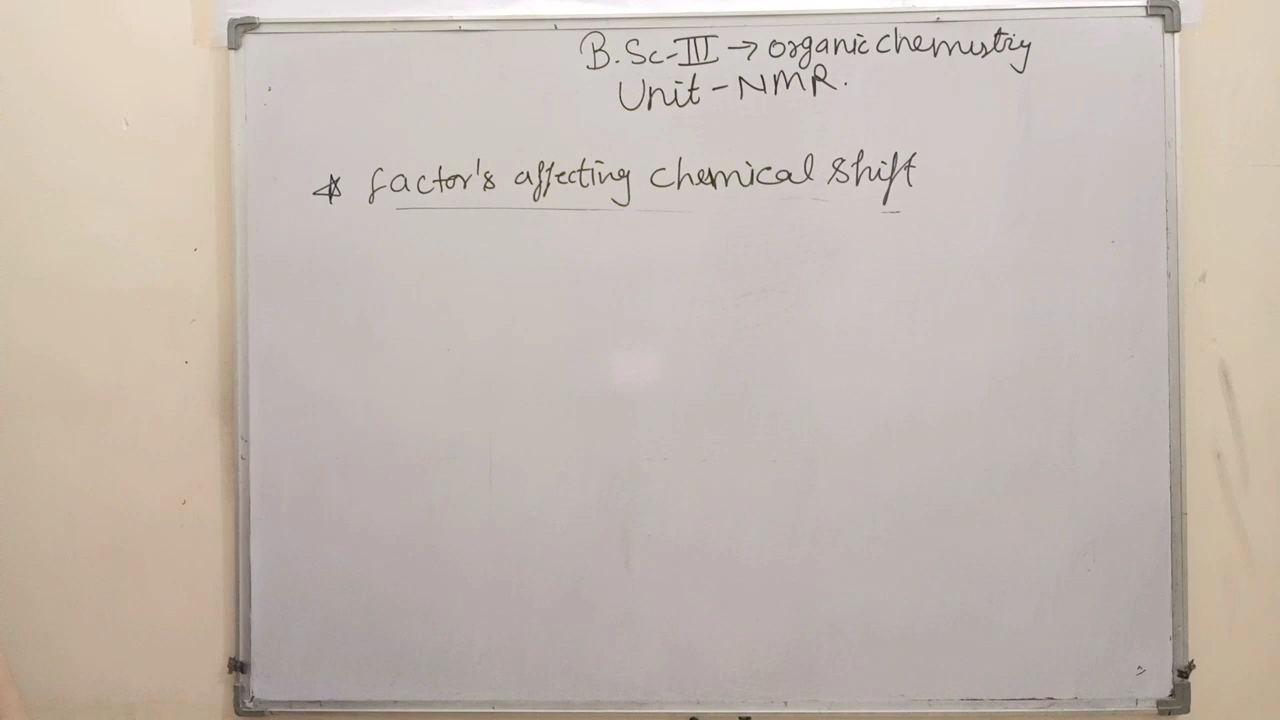 B.Sc-III → organic chemistry
Unit - NMR.
* factor's affecting chemical shift